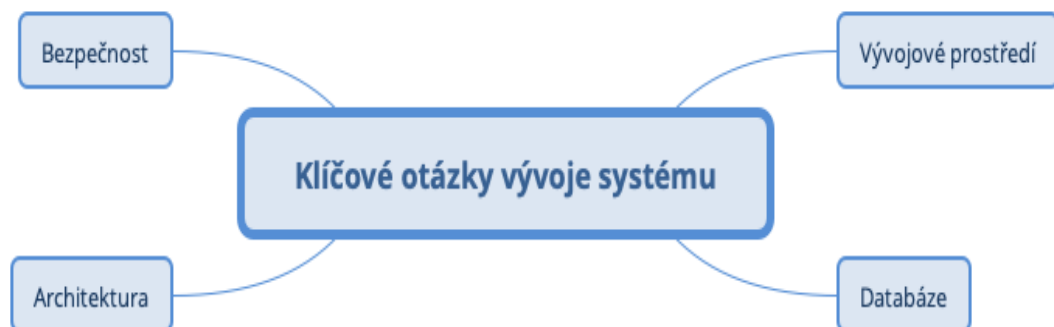 Bezpečnost
Vývojové prostředí
Klíčové otázky vývoje systému
Architektura
Databáze